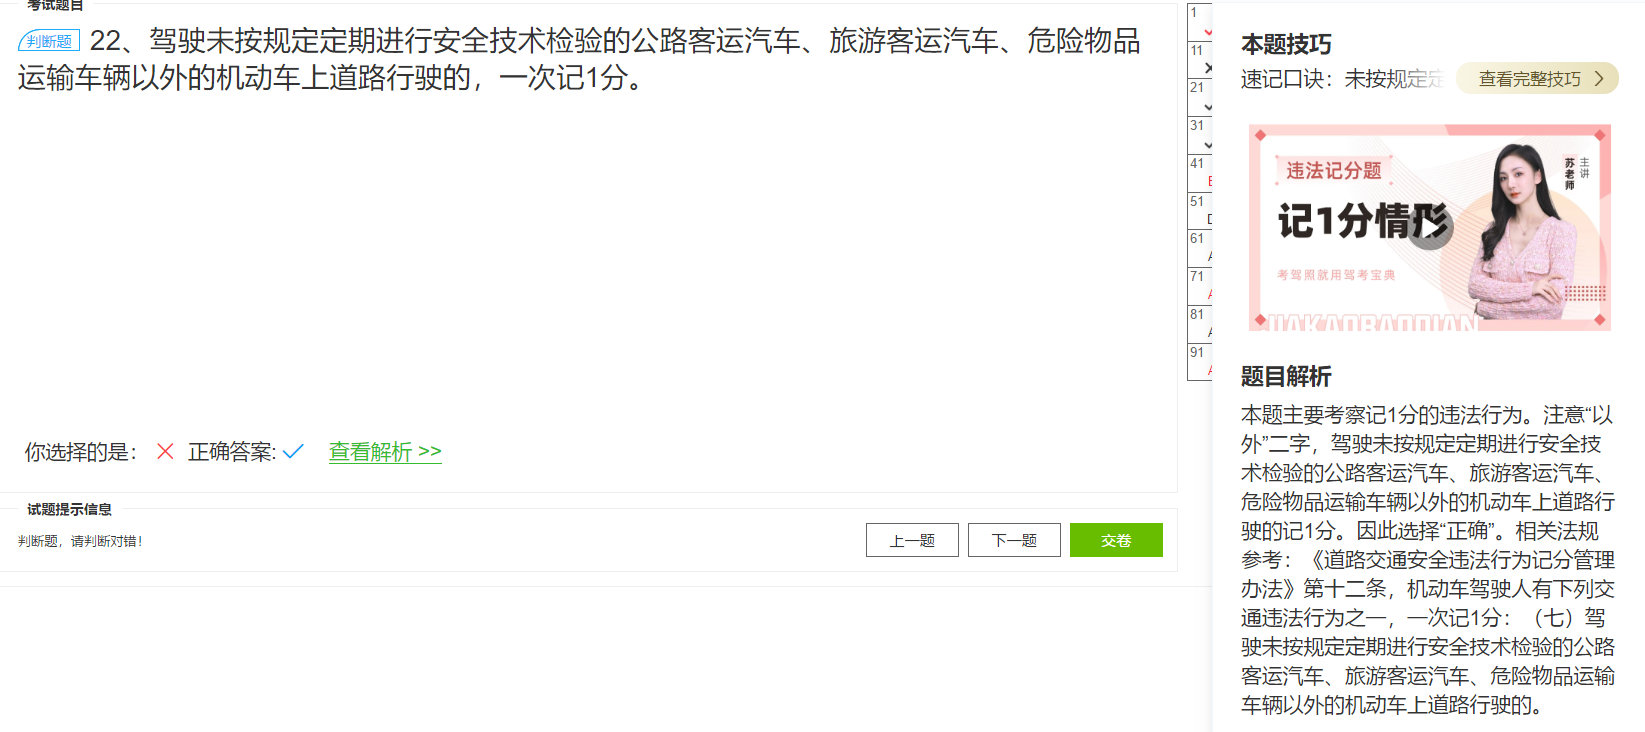 考试题目
判断题 22、驾驶未按规定定期进行安全技术检验的公路客运汽车、旅游客运汽车、危险物品
运输车辆以外的机动车上道路行驶的，一次记1分。
你选择的是： 正确答案: 查看解析 >>
试题提示信息
判断题，请判断对错！
上一题 下一题 交卷
1
11
21
31
41
51
61
71
81
91
本题技巧
速记口诀：未按规定定 查看完整技巧
违法记分题
记1分情形
考驾照就用驾考宝典
主讲
苏老师
JIAKAOBAODIAN
题目解析
本题主要考察记1分的违法行为。注意“以
外”二字，驾驶未按规定定期进行安全技
术检验的公路客运汽车、旅游客运汽车、
危险物品运输车辆以外的机动车上道路行
驶的记1分。因此选择“正确”。相关法规
参考：《道路交通安全违法行为记分管理
办法》第十二条，机动车驾驶人有下列交
通违法行为之一，一次记1分：（七）驾
驶未按规定定期进行安全技术检验的公路
客运汽车、旅游客运汽车、危险物品运输
车辆以外的机动车上道路行驶的。